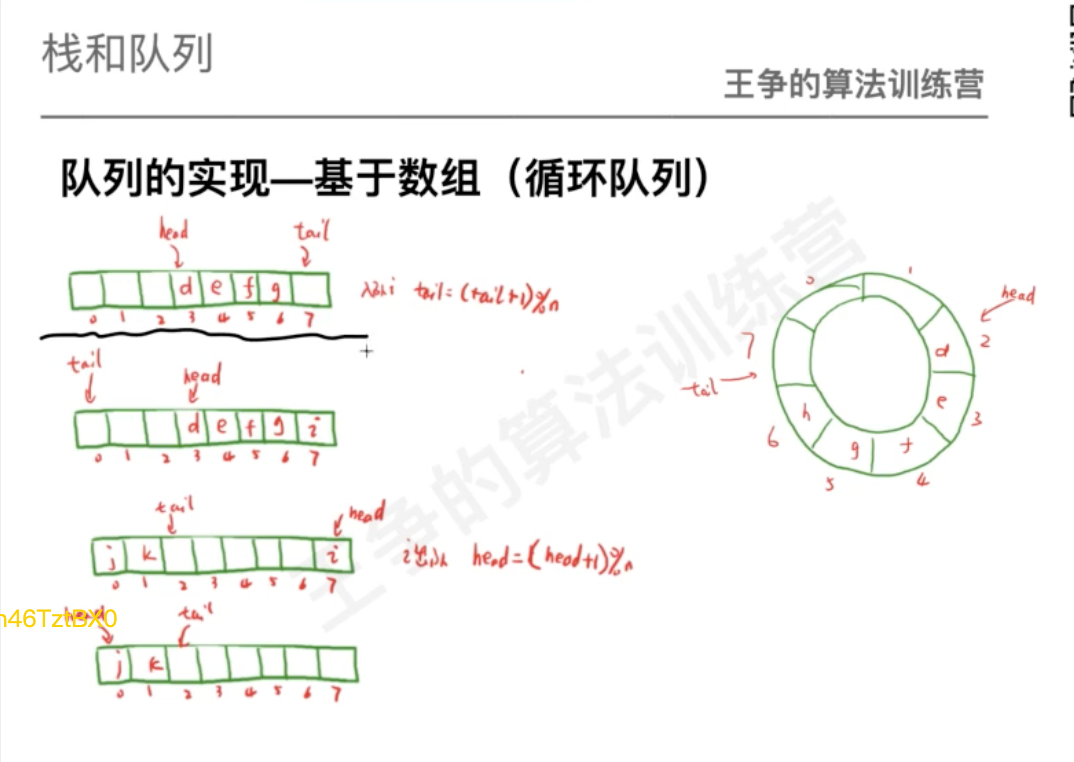 栈和队列
王争的算法训练营
队列的实现—基于数组（循环队列）
head tail
d e f g
0 1 2 3 4 5 6 7
入队i tail=(tail+1)%n
tail head
d e f g i
0 1 2 3 4 5 6 7
tail head
j k i
0 1 2 3 4 5 6 7
i出队 head=(head+1)%n
head tail
j k
0 1 2 3 4 5 6 7
0 1
head
2
d
7
tail
e
3
h
6
g f
5 4
n46TztBX0
王争的算法训练营